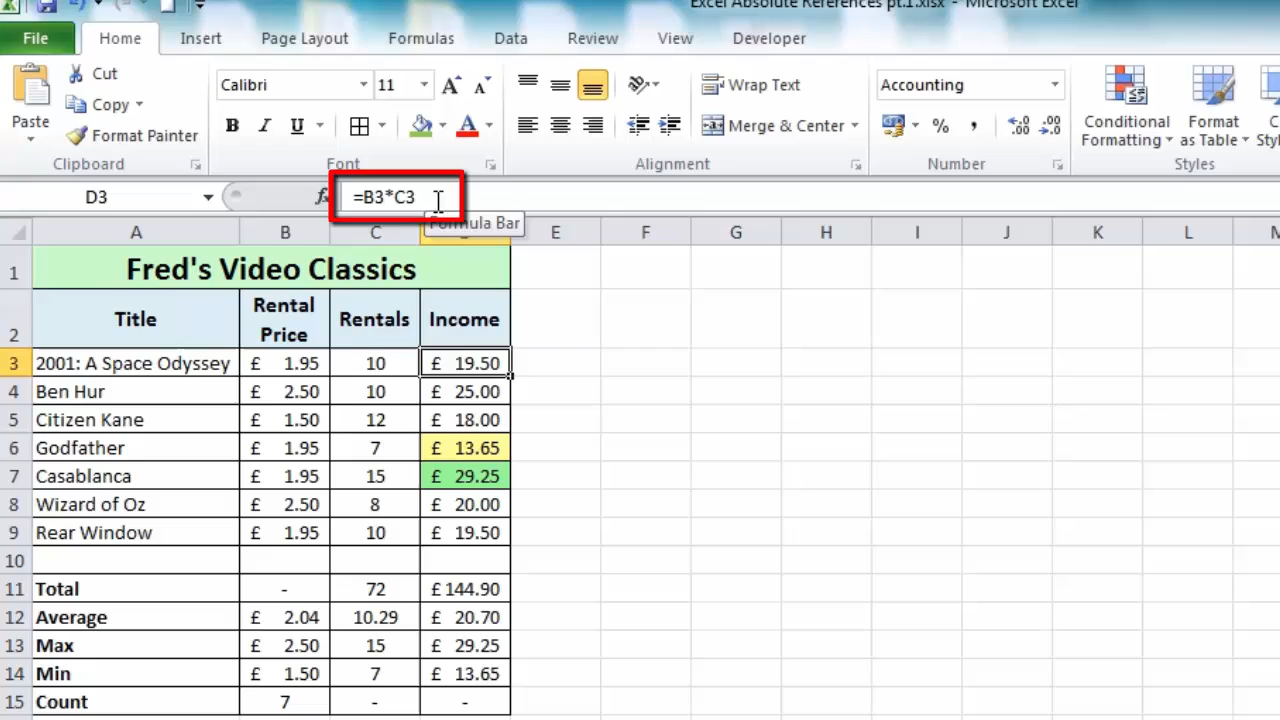 Excel Absolute References pt.1.xlsx - Microsoft Excel
File Home Insert Page Layout Formulas Data Review View Developer
Cut
Calibri 11 A A Wrap Text Accounting
Copy
Paste
Format Painter B I U A Merge & Center % , .0 .00 .00 .0 Conditional Formatting Format as Table
Clipboard Font Alignment Number Styles
D3 fx =B3*C3
Formula Bar
A B C E F G H I J K L M
1 Fred's Video Classics
2 Title Rental Price Rentals Income
3 2001: A Space Odyssey £ 1.95 10 £ 19.50
4 Ben Hur £ 2.50 10 £ 25.00
5 Citizen Kane £ 1.50 12 £ 18.00
6 Godfather £ 1.95 7 £ 13.65
7 Casablanca £ 1.95 15 £ 29.25
8 Wizard of Oz £ 2.50 8 £ 20.00
9 Rear Window £ 1.95 10 £ 19.50
10
11 Total - 72 £ 144.90
12 Average £ 2.04 10.29 £ 20.70
13 Max £ 2.50 15 £ 29.25
14 Min £ 1.50 7 £ 13.65
15 Count 7 - -